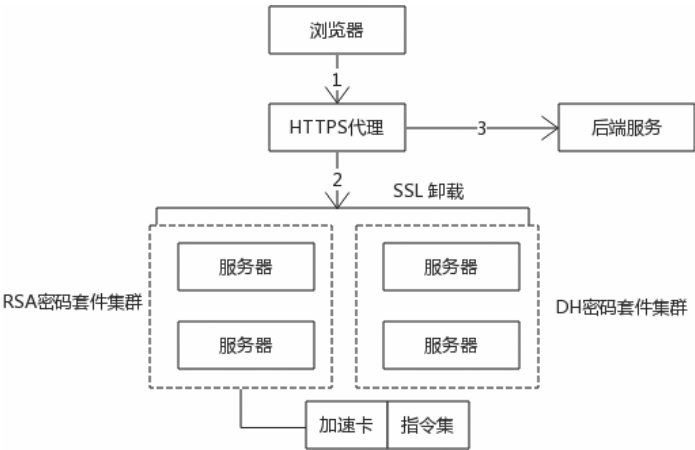 浏览器
1
HTTPS代理
3
后端服务
2
SSL 卸载
服务器
服务器
RSA密码套件集群
DH密码套件集群
服务器
服务器
加速卡
指令集